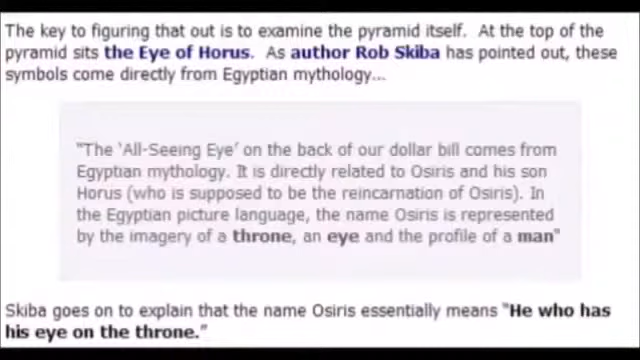 The key to figuring that out is to examine the pyramid itself.  At the top of the
pyramid sits the Eye of Horus.  As author Rob Skiba has pointed out, these
symbols come directly from Egyptian mythology...
"The 'All-Seeing Eye' on the back of our dollar bill comes from
Egyptian mythology. It is directly related to Osiris and his son
Horus (who is supposed to be the reincarnation of Osiris). In
the Egyptian picture language, the name Osiris is represented
by the imagery of a throne, an eye and the profile of a man"
Skiba goes on to explain that the name Osiris essentially means "He who has
his eye on the throne."